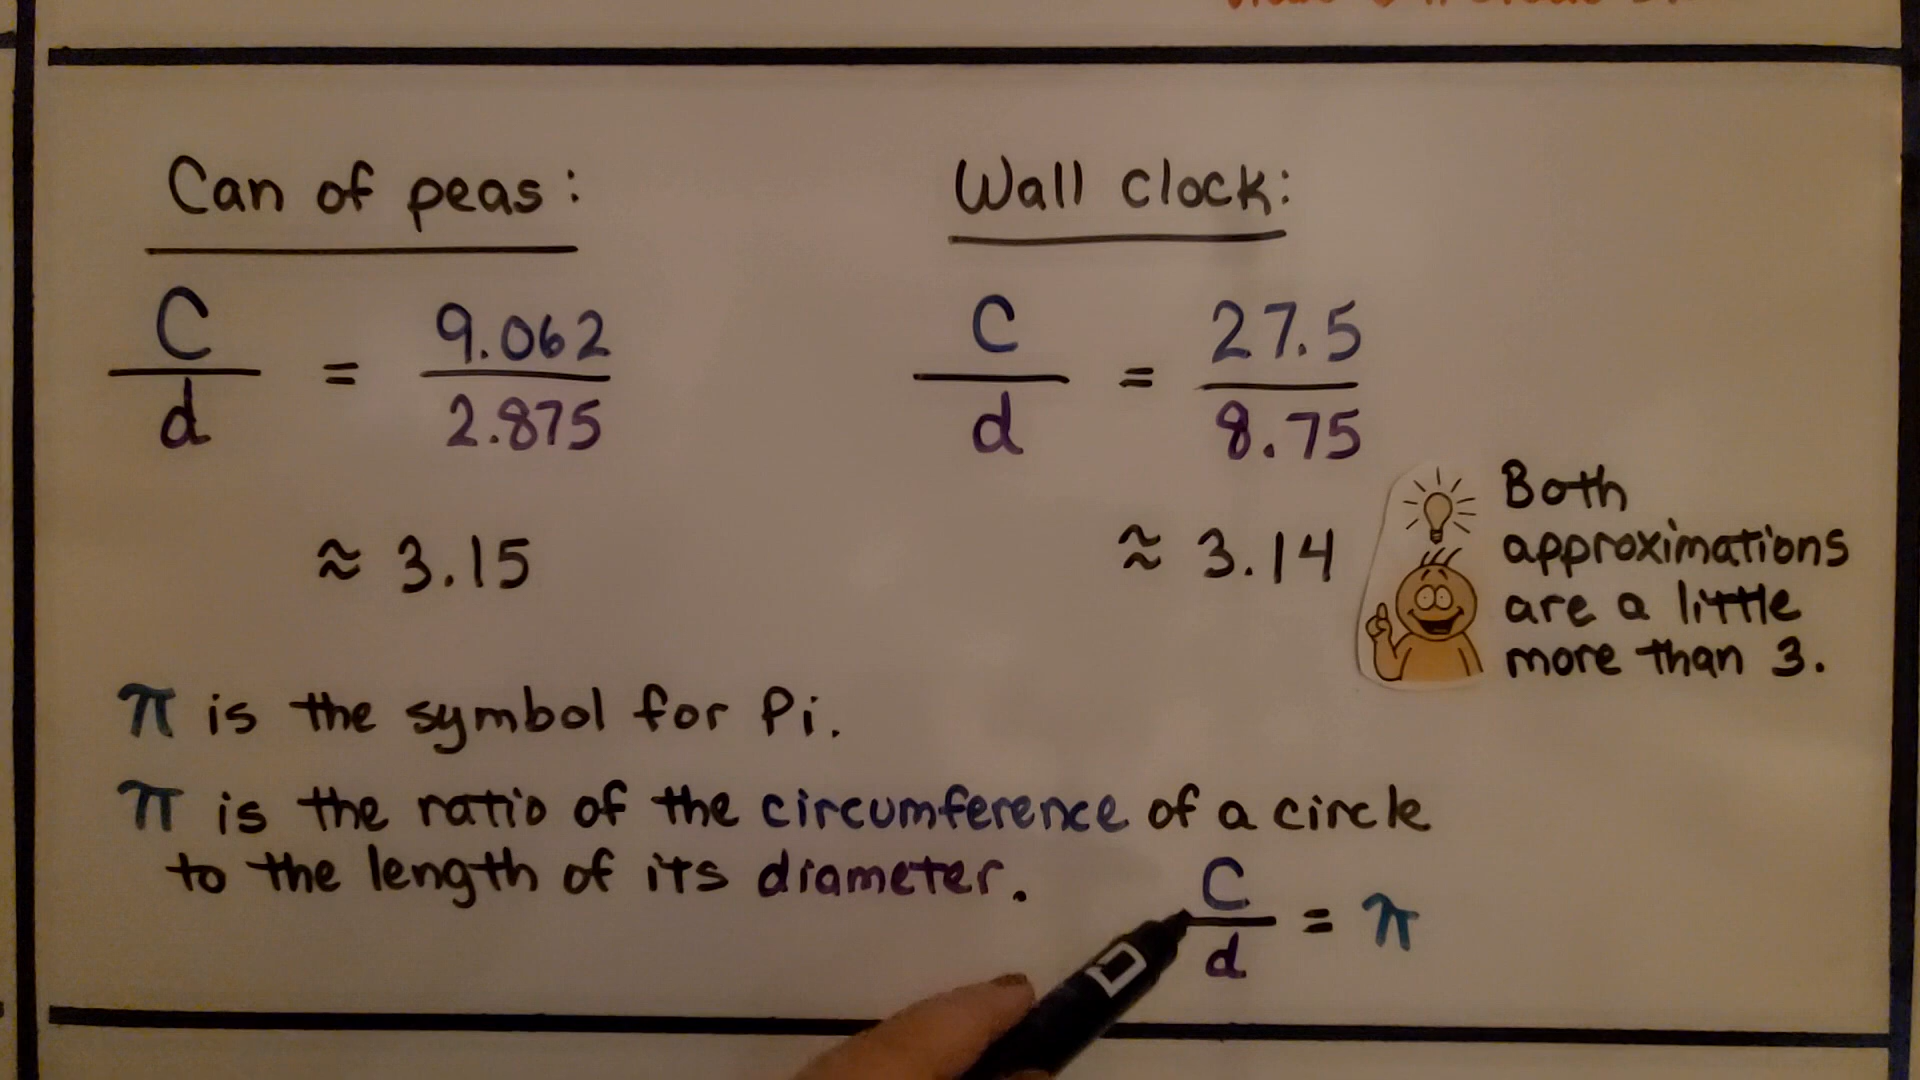 Can of peas:
C
d
=
9.062
2.875
≈ 3.15
Wall clock:
C
d
=
27.5
8.75
≈ 3.14
Both
approximations
are a little
more than 3.
π is the symbol for Pi.
π is the ratio of the circumference of a circle
to the length of its diameter.
C
d
= π